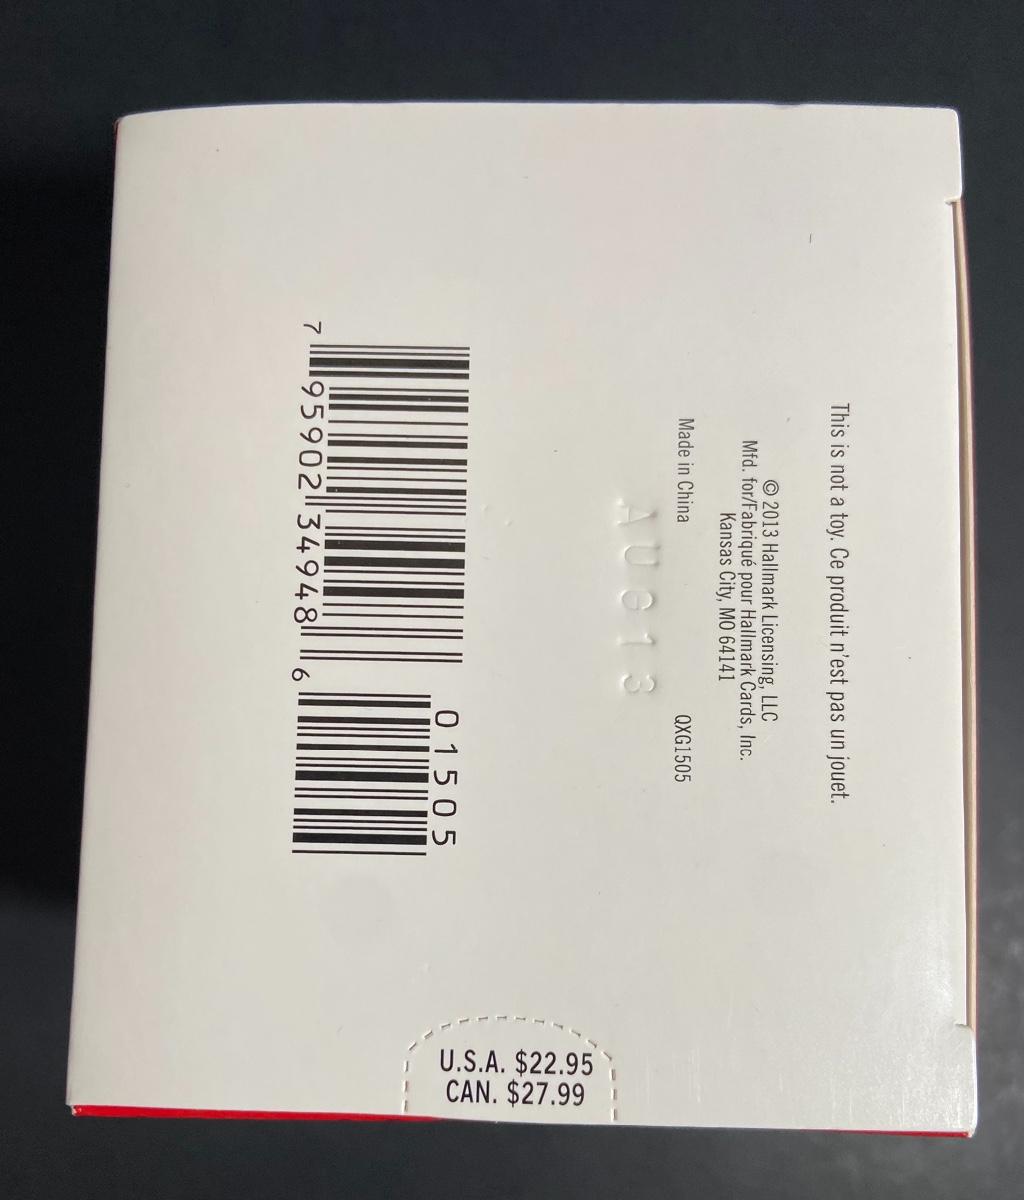 This is not a toy. Ce produit n'est pas un jouet.
© 2013 Hallmark Licensing, LLC
Mfd. for/Fabriqué pour Hallmark Cards, Inc.
Kansas City, MO 64141
Made in China QXG1505
AUG13
01505
7 95902 34948 6
U.S.A. $22.95
CAN. $27.99